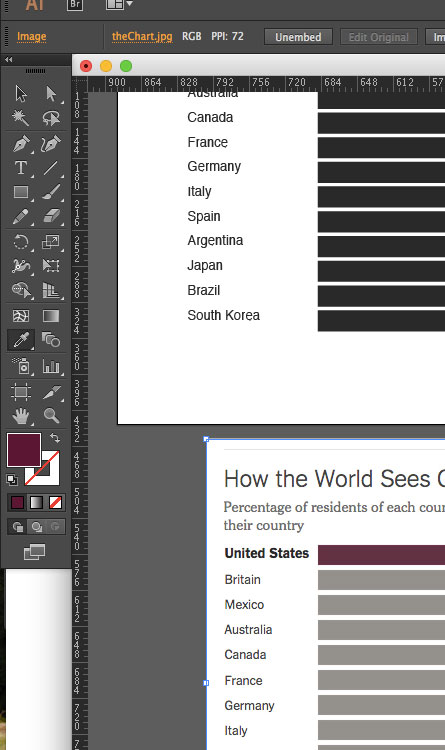 Ai
Br
Image
theChart.jpg RGB PPI: 72 Unembed Edit Original Im
900 864 828 792 756 720 684 648 612 57
108
144
180
216
252
288
324
360
396
432
468
504
540
576
612
648
684
720
Australia
Canada
France
Germany
Italy
Spain
Argentina
Japan
Brazil
South Korea
How the World Sees
Percentage of residents of each coun
their country
United States
Britain
Mexico
Australia
Canada
France
Germany
Italy